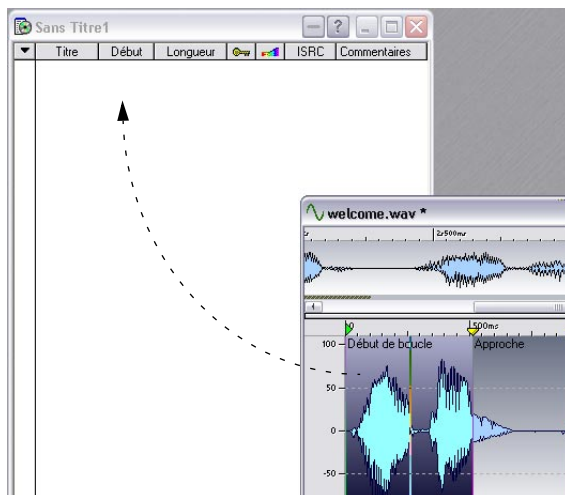 Sans Titre1
Titre Début Longueur ISRC Commentaires
welcome.wav *
2s500ms
0 500ms
Début de boucle Approche
100
50
0
-50